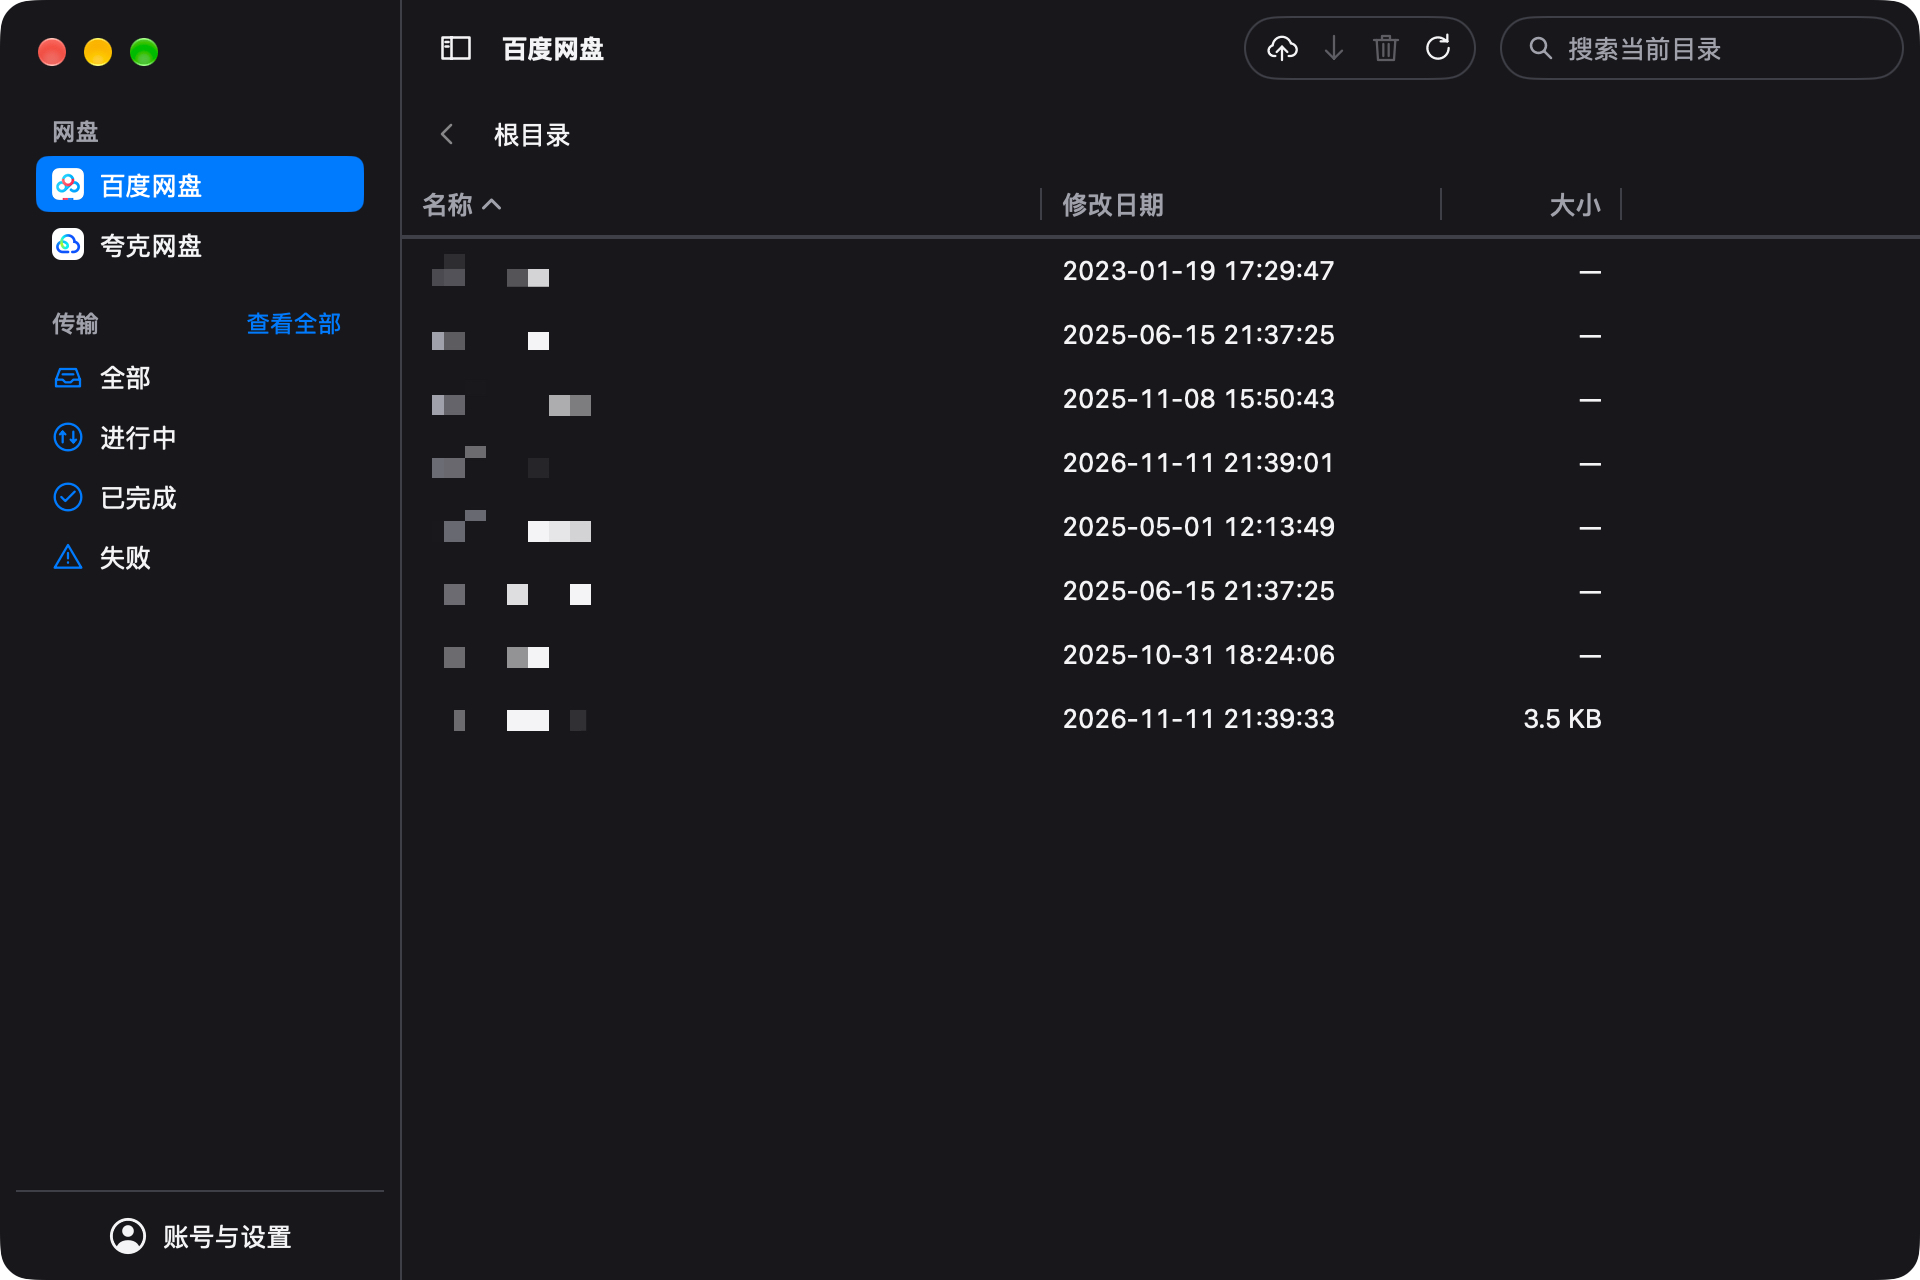 百度网盘
搜索当前目录
网盘
百度网盘
夸克网盘
传输 查看全部
全部
进行中
已完成
失败
账号与设置
根目录
名称 修改日期 大小
2023-01-19 17:29:47 —
2025-06-15 21:37:25 —
2025-11-08 15:50:43 —
2026-11-11 21:39:01 —
2025-05-01 12:13:49 —
2025-06-15 21:37:25 —
2025-10-31 18:24:06 —
2026-11-11 21:39:33 3.5 KB